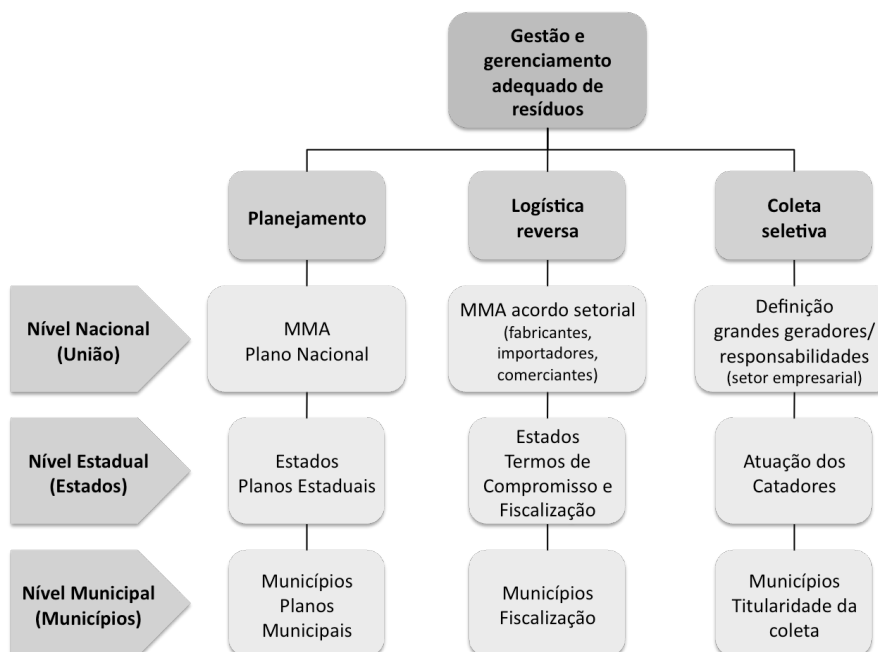 Gestão e
gerenciamento
adequado de
resíduos
Planejamento
Logística
reversa
Coleta
seletiva
Nível Nacional
(União)
MMA
Plano Nacional
MMA acordo setorial
(fabricantes,
importadores,
comerciantes)
Definição
grandes geradores/
responsabilidades
(setor empresarial)
Nível Estadual
(Estados)
Estados
Planos Estaduais
Estados
Termos de
Compromisso e
Fiscalização
Atuação dos
Catadores
Nível Municipal
(Municípios)
Municípios
Planos
Municipais
Municípios
Fiscalização
Municípios
Titularidade da
coleta